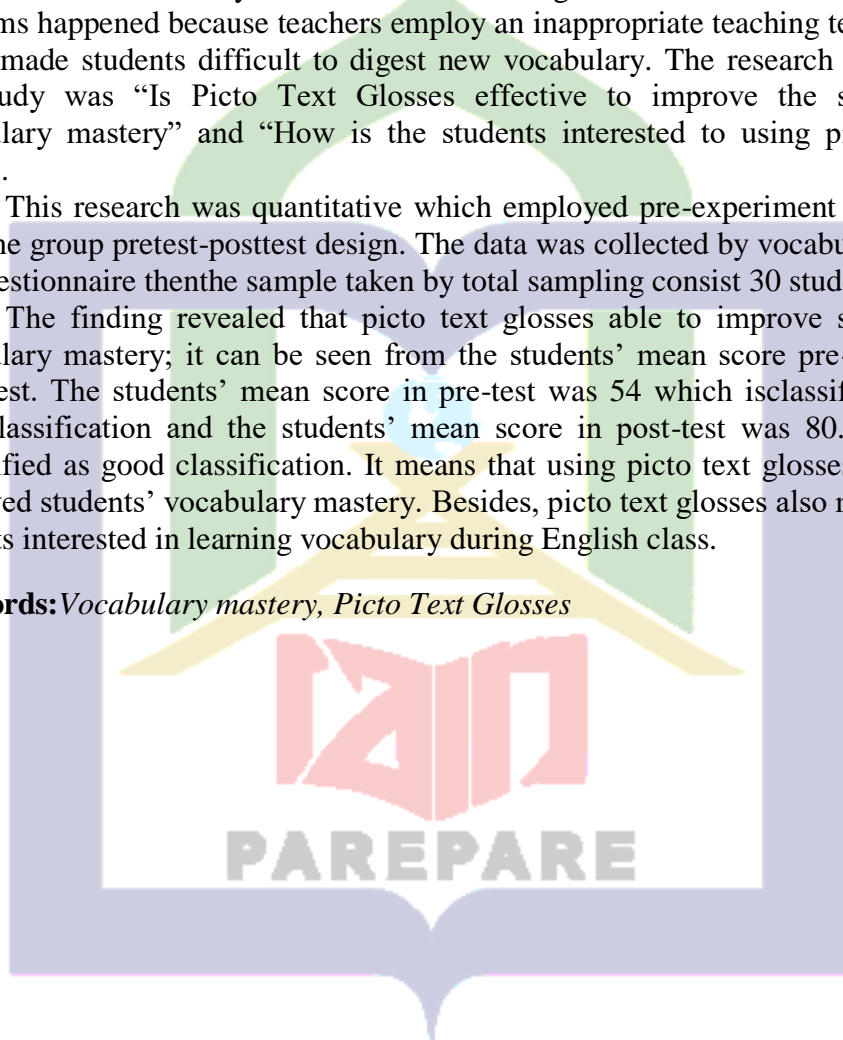 ms happened because teachers employ an inappropriate teaching te
made students difficult to digest new vocabulary. The research
udy was “Is Picto Text Glosses effective to improve the s
ulary mastery” and “How is the students interested to using pi
.
This research was quantitative which employed pre-experiment
ne group pretest-posttest design. The data was collected by vocabu
estionnaire thenthe sample taken by total sampling consist 30 stud
The finding revealed that picto text glosses able to improve s
ulary mastery; it can be seen from the students’ mean score pre-
est. The students’ mean score in pre-test was 54 which isclassif
lassification and the students’ mean score in post-test was 80.
ified as good classification. It means that using picto text glosses
ved students’ vocabulary mastery. Besides, picto text glosses also m
ts interested in learning vocabulary during English class.
ords:Vocabulary mastery, Picto Text Glosses
PAREPARE